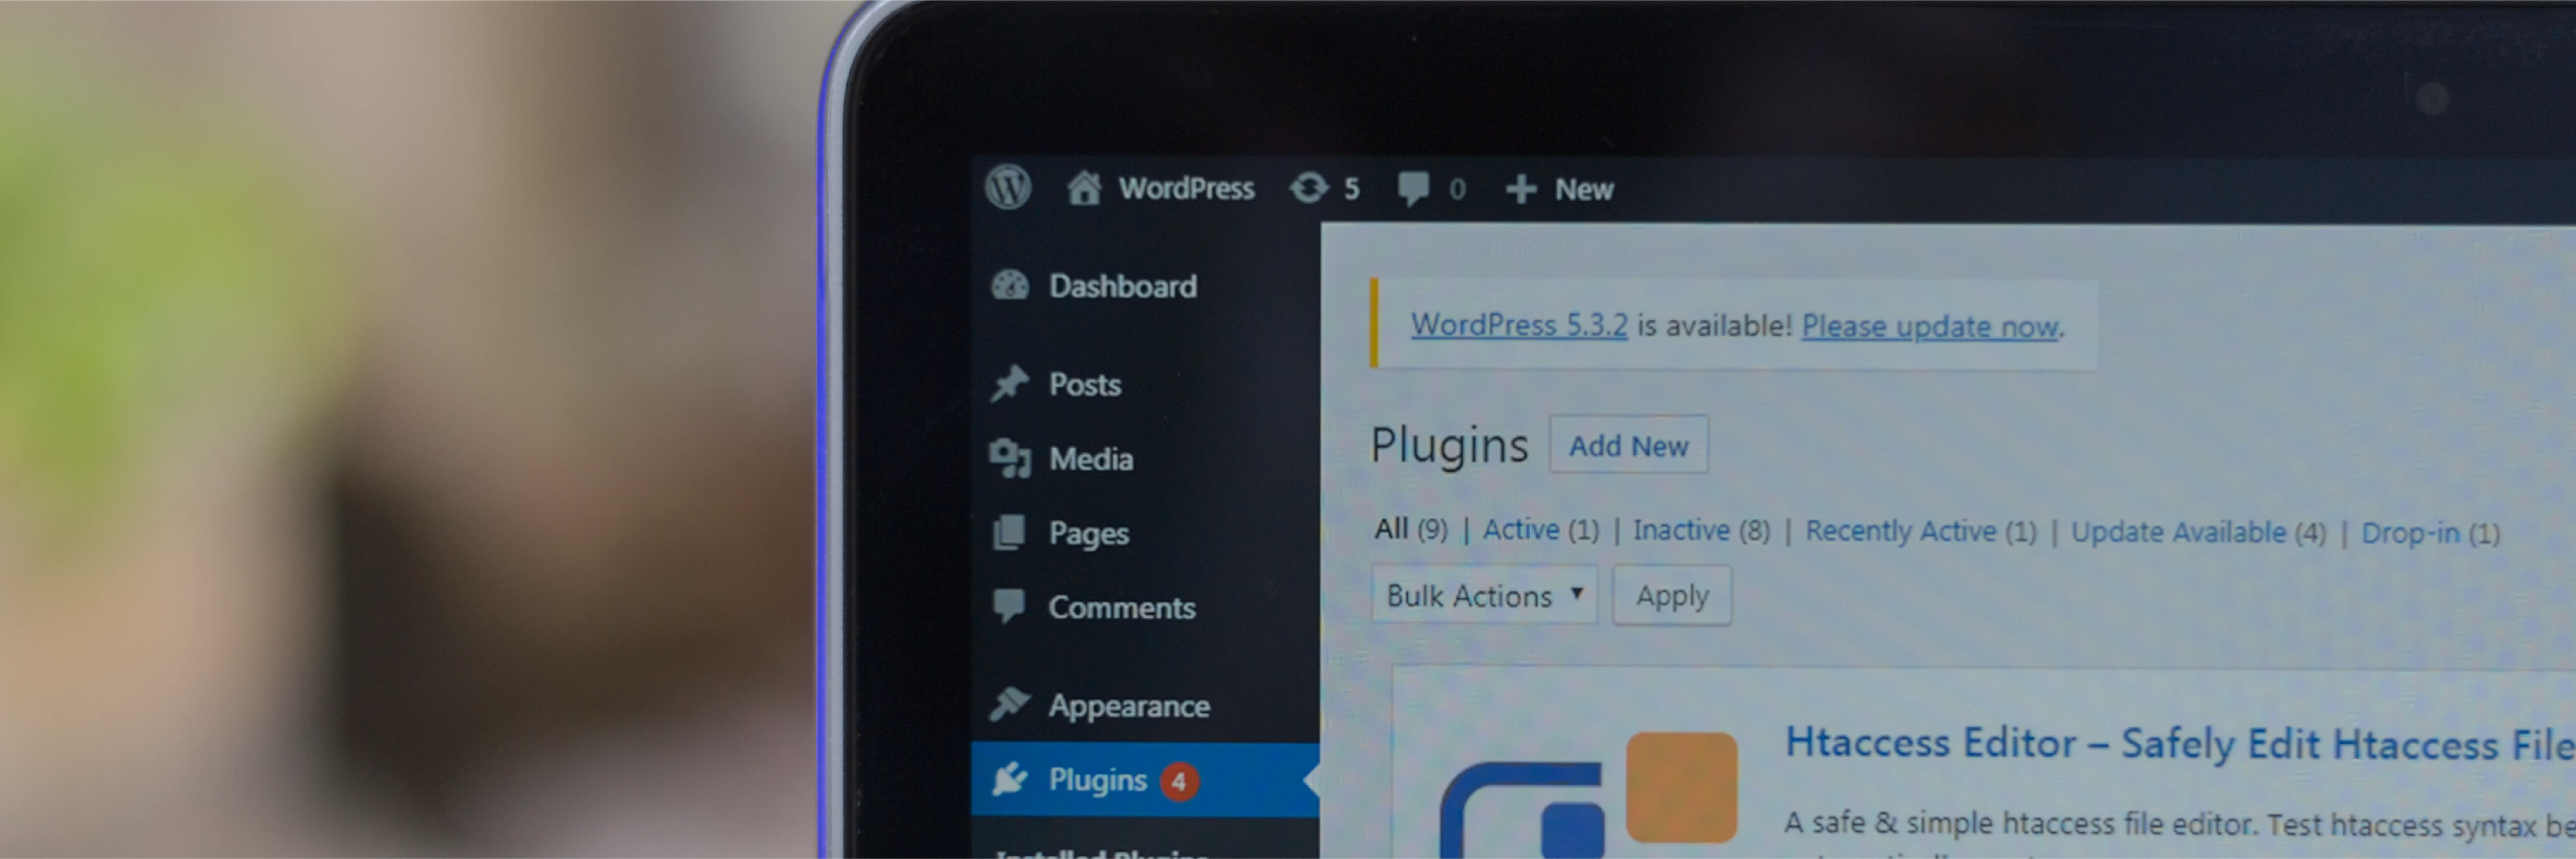 WordPress 5 0 New
Dashboard
Posts
Media
Pages
Comments
Appearance
Plugins 4
Installed Plugins
WordPress 5.3.2 is available! Please update now.
Plugins Add New
All (9) | Active (1) | Inactive (8) | Recently Active (1) | Update Available (4) | Drop-in (1)
Bulk Actions Apply
Htaccess Editor – Safely Edit Htaccess File
A safe & simple htaccess file editor. Test htaccess syntax be